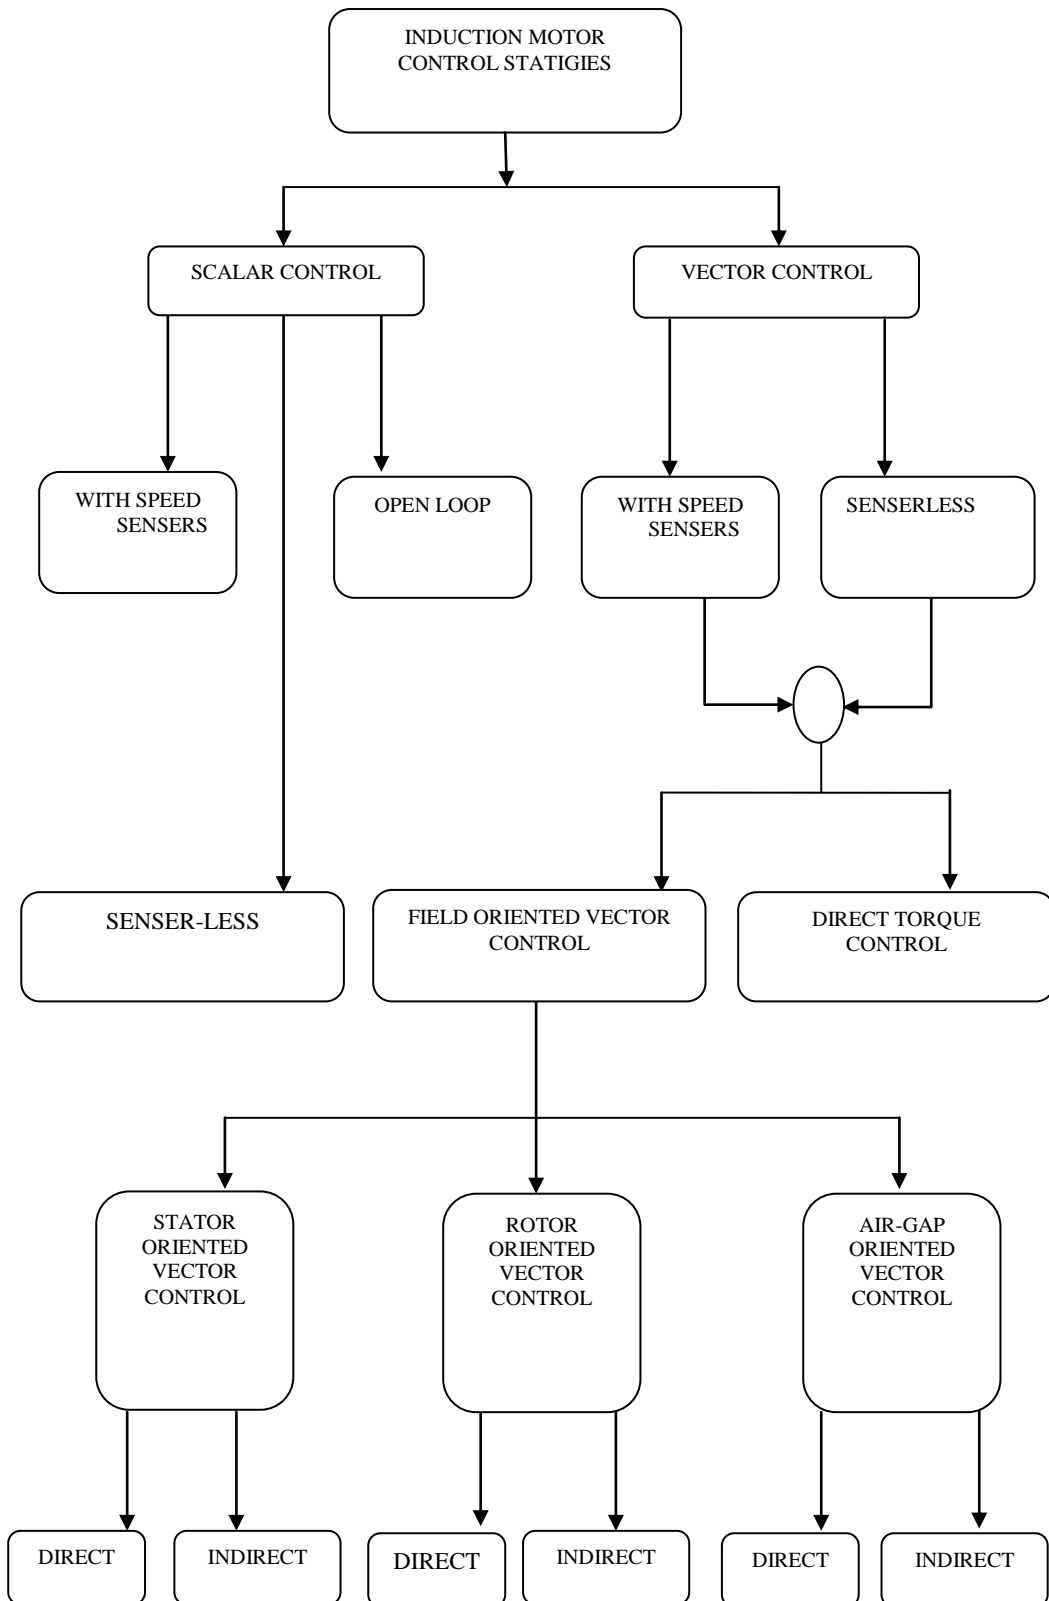 INDUCTION MOTOR
CONTROL STATIGIES
SCALAR CONTROL
VECTOR CONTROL
WITH SPEED
SENSERS
OPEN LOOP
WITH SPEED
SENSERS
SENSERLESS
SENSER-LESS
FIELD ORIENTED VECTOR
CONTROL
DIRECT TORQUE
CONTROL
STATOR
ORIENTED
VECTOR
CONTROL
ROTOR
ORIENTED
VECTOR
CONTROL
AIR-GAP
ORIENTED
VECTOR
CONTROL
DIRECT
INDIRECT
DIRECT
INDIRECT
DIRECT
INDIRECT